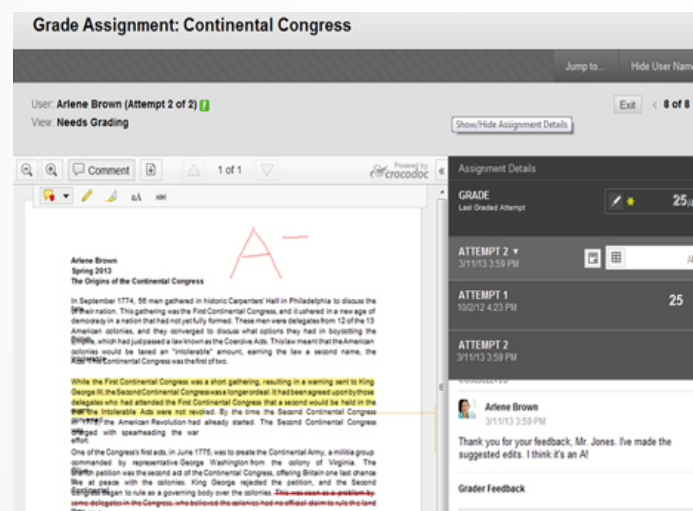 Grade Assignment: Continental Congress
Jump to...
Hide User Name
User: Arlene Brown (Attempt 2 of 2)
View: Needs Grading
Exit < 8 of 8
Show/Hide Assignment Details
Comment
1 of 1
Powered by
crocodoc
Assignment Details
GRADE
Last Graded Attempt
25
ATTEMPT 2
3/11/13 3:59 PM
ATTEMPT 1
10/2/12 4:23 PM
25
ATTEMPT 2
3/11/13 3:59 PM
Arlene Brown
3/11/13 3:59 PM
Thank you for your feedback, Mr. Jones. I've made the
suggested edits. I think it's an A!
Grader Feedback
A-
Arlene Brown
Spring 2013
The Origins of the Continental Congress
In September 1774, 56 men gathered in historic Carpenters' Hall in Philadelphia to discuss the
of their nation. This gathering was the First Continental Congress, and it ushered in a new age of
democracy in a nation that had not yet fully formed. These men were delegates from 12 of the 13
American colonies, and they converged to discuss what options they had in boycotting the
Empire, which had just passed a law known as the Coercive Acts. This law meant that the American
colonies would be taxed an "intolerable" amount, earning the law a second name, the
Acts. This Continental Congress was the first of two.
While the First Continental Congress was a short gathering, resulting in a warning sent to King
George III, the Second Continental Congress was a longer ordeal. It had been agreed upon by those
delegates who had attended the First Continental Congress that a second would be held in the
that the Intolerable Acts were not revoked. By the time the Second Continental Congress
in 1775, the American Revolution had already started. The Second Continental Congress
charged with spearheading the war
effort.
One of the Congress's first acts, in June 1775, was to create the Continental Army, a militia group
commanded by representative George Washington from the colony of Virginia. The
petition was the second act of the Continental Congress, offering Britain one last chance
at peace with the colonies. King George rejected the petition, and the Second
began to rule as a governing body over the colonies. This was seen as a problem by
some delegates in the Congress, who believed the colonies had no official claim to rule the land